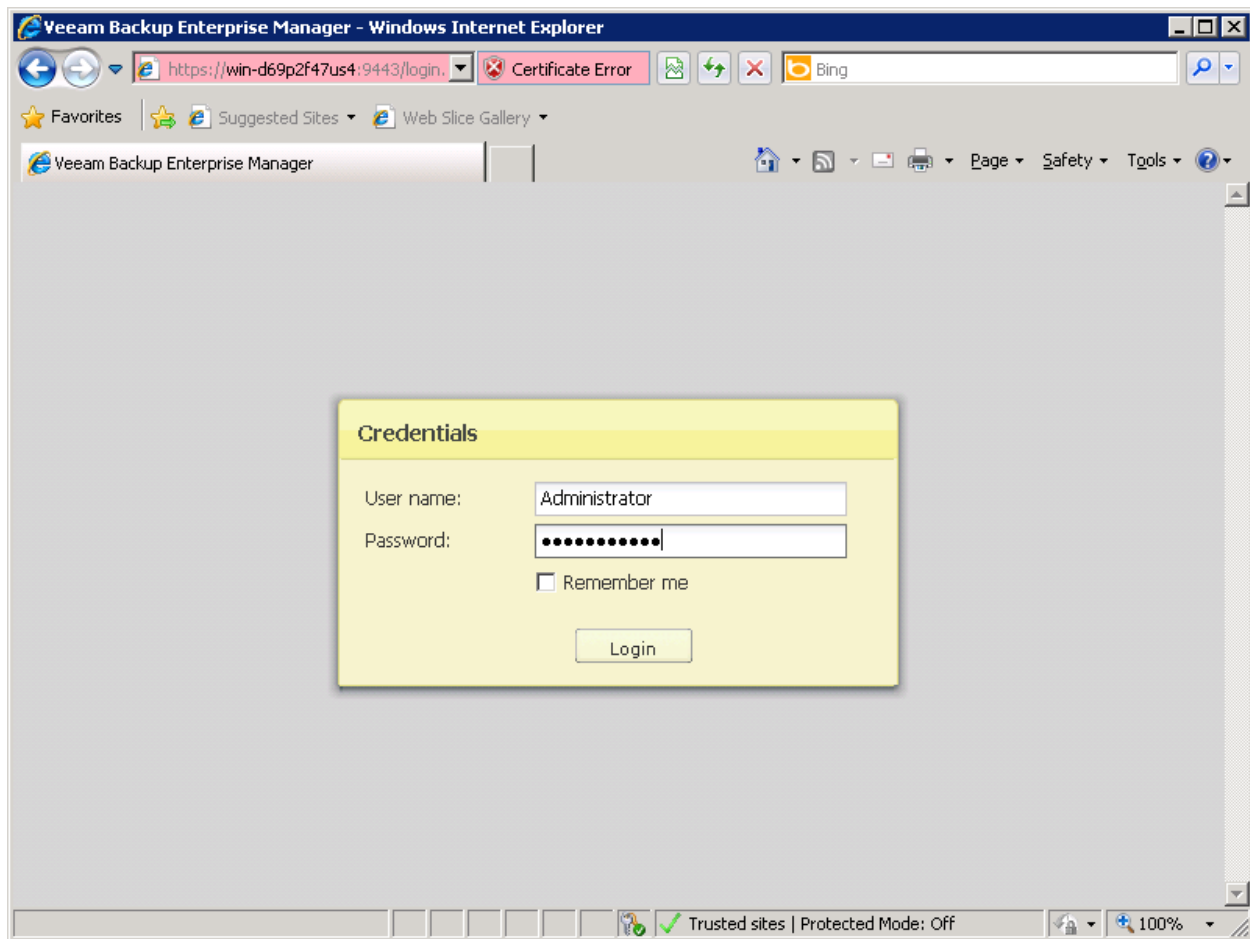 Veeam Backup Enterprise Manager - Windows Internet Explorer
https://win-d69p2f47us4:9443/login. Certificate Error Bing
Favorites Suggested Sites Web Slice Gallery
Veeam Backup Enterprise Manager Page Safety Tools
Credentials
User name: Administrator
Password: •••••••••••
Remember me
Login
Trusted sites | Protected Mode: Off 100%